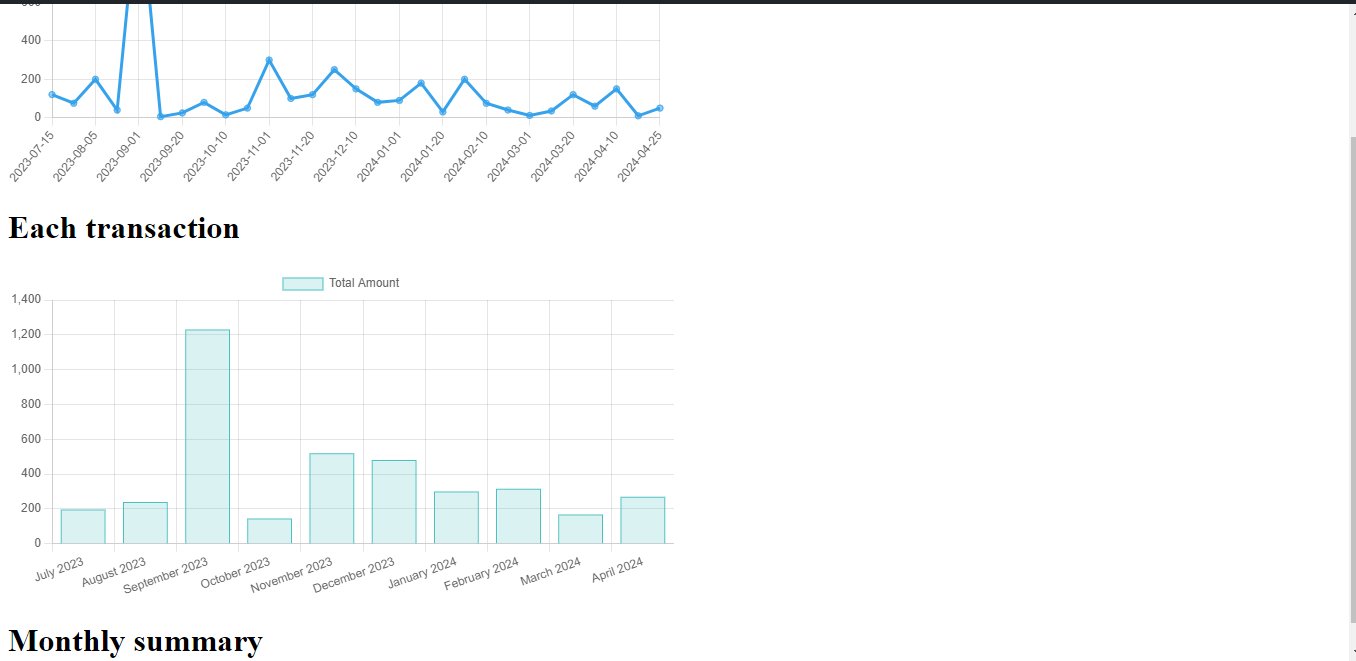 600
400
200
0
2023-07-15
2023-08-05
2023-09-01
2023-09-20
2023-10-10
2023-11-01
2023-11-20
2023-12-10
2024-01-01
2024-01-20
2024-02-10
2024-03-01
2024-03-20
2024-04-10
2024-04-25
Each transaction
Total Amount
1,400
1,200
1,000
800
600
400
200
0
July 2023
August 2023
September 2023
October 2023
November 2023
December 2023
January 2024
February 2024
March 2024
April 2024
Monthly summary